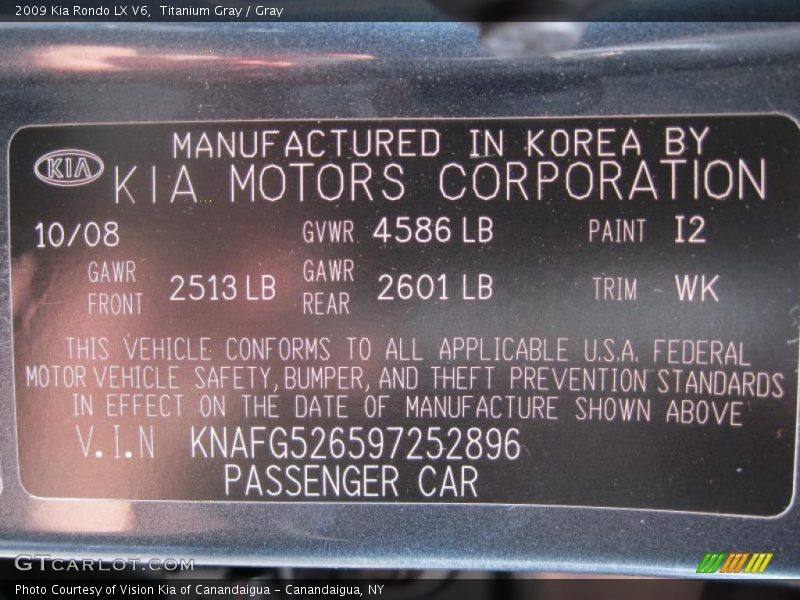 2009 Kia Rondo LX V6,  Titanium Gray / Gray
MANUFACTURED IN KOREA BY
KIA KIA MOTORS CORPORATION
10/08 GVWR 4586 LB PAINT I2
GAWR FRONT 2513 LB GAWR REAR 2601 LB TRIM WK
THIS VEHICLE CONFORMS TO ALL APPLICABLE U.S.A. FEDERAL
MOTOR VEHICLE SAFETY, BUMPER, AND THEFT PREVENTION STANDARDS
IN EFFECT ON THE DATE OF MANUFACTURE SHOWN ABOVE
V.I.N KNAFG526597252896
PASSENGER CAR
GTCARLOT.COM
Photo Courtesy of Vision Kia of Canandaigua – Canandaigua, NY